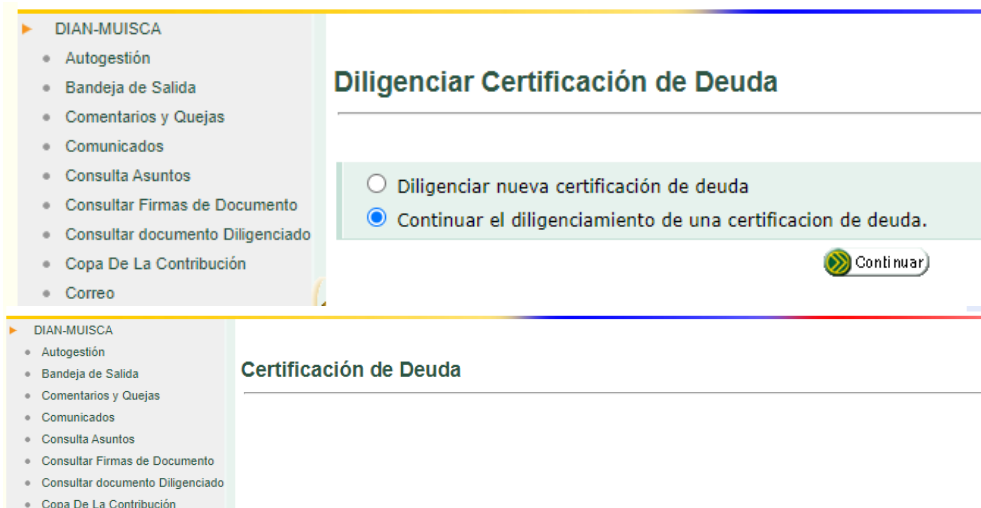 DIAN-MUISCA
Autogestión
Bandeja de Salida
Comentarios y Quejas
Comunicados
Consulta Asuntos
Consultar Firmas de Documento
Consultar documento Diligenciado
Copa De La Contribución
Correo
Diligenciar Certificación de Deuda
Diligenciar nueva certificación de deuda
Continuar el diligenciamiento de una certificacion de deuda.
Continuar
DIAN-MUISCA
Autogestión
Bandeja de Salida
Comentarios y Quejas
Comunicados
Consulta Asuntos
Consultar Firmas de Documento
Consultar documento Diligenciado
Copa De La Contribución
Certificación de Deuda